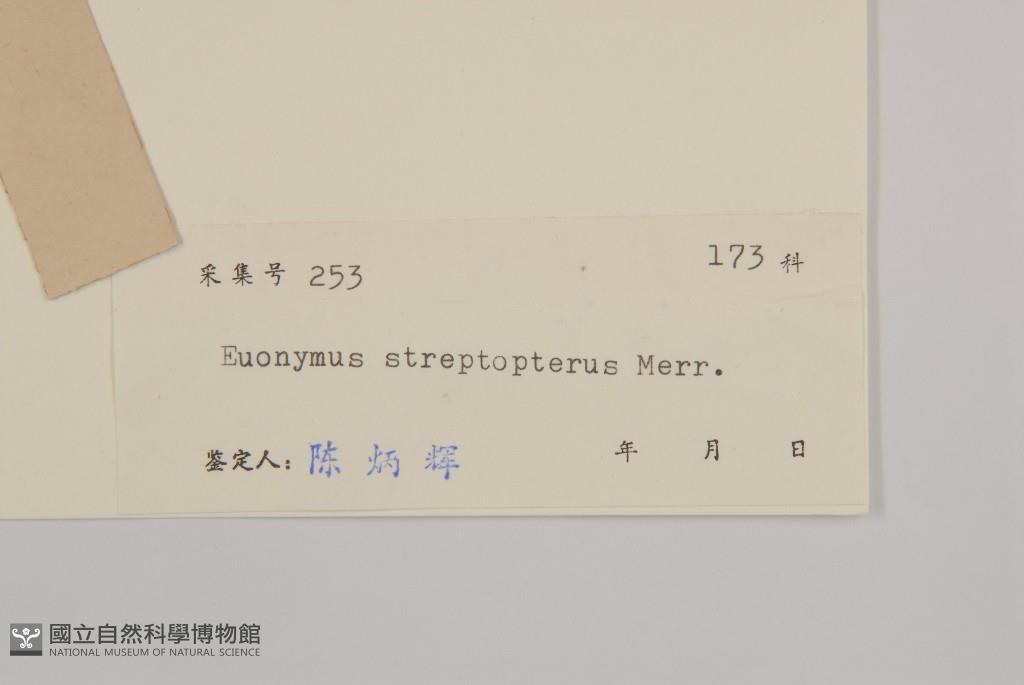 采集号 253 173 科
Euonymus streptopterus Merr.
鉴定人: 陈炳辉 年 月 日
國立自然科學博物館
NATIONAL MUSEUM OF NATURAL SCIENCE